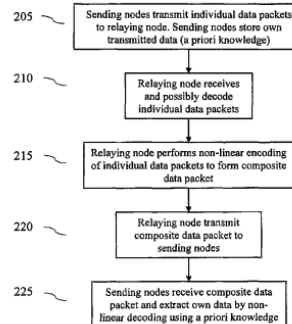 205
Sending nodes transmit individual data packets
to relaying node. Sending nodes store own
transmitted data (a priori knowledge)
210
Relaying node receives
and possibly decode
individual data packets
215
Relaying node performs non-linear encoding
of individual data packets to form composite
data packet
220
Relaying node transmit
composite data packet to
sending nodes
225
Sending nodes receive composite data
packet and extract own data by non-
linear decoding using a priori knowledge